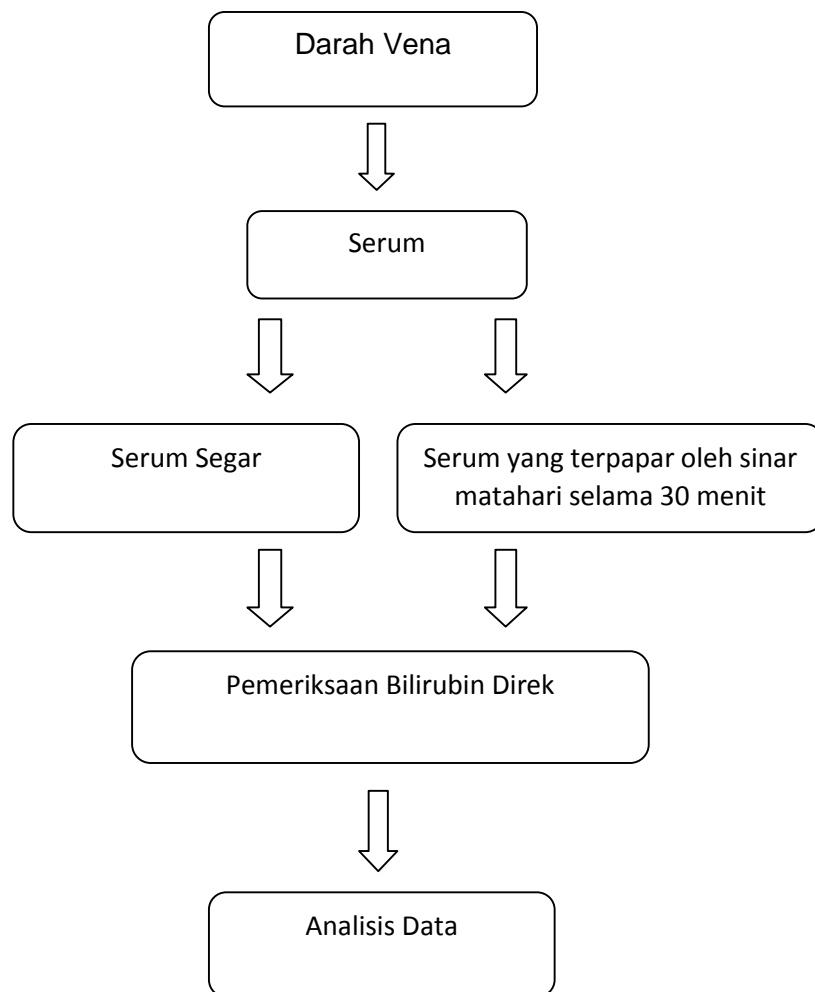 Darah Vena
Serum
Serum Segar
Serum yang terpapar oleh sinar
matahari selama 30 menit
Pemeriksaan Bilirubin Direk
Analisis Data